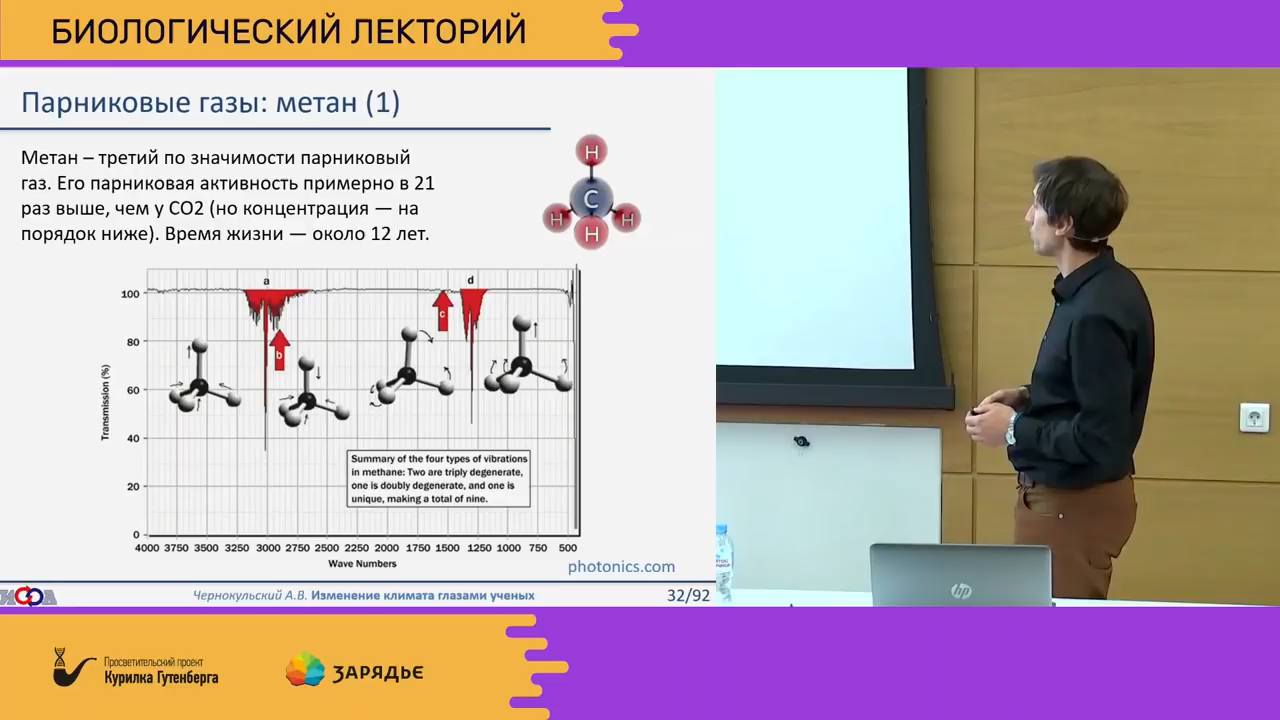 БИОЛОГИЧЕСКИЙ ЛЕКТОРИЙ
Парниковые газы: метан (1)
Метан – третий по значимости парниковый
газ. Его парниковая активность примерно в 21
раз выше, чем у CO2 (но концентрация — на
порядок ниже). Время жизни — около 12 лет.
H
C
H
H
H
a
d
c
b
100
80
60
40
20
0
Transmission (%)
Summary of the four types of vibrations
in methane: Two are triply degenerate,
one is doubly degenerate, and one is
unique, making a total of nine.
4000 3750 3500 3250 3000 2750 2500 2250 2000 1750 1500 1250 1000 750 500
Wave Numbers
photonics.com
ИФА
Чернокульский А.В. Изменение климата глазами ученых
32/92
hp
Просветительский проект
Курилка Гутенберга
ЗАРЯДЬЕ